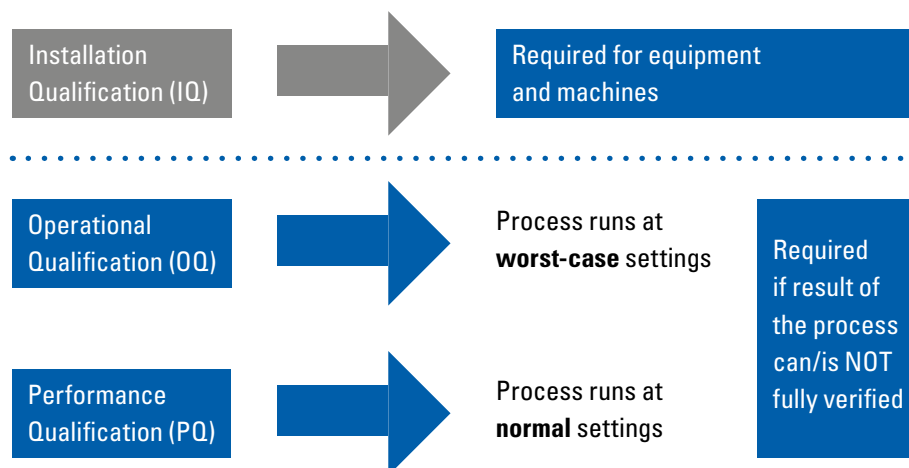 Installation
Qualification (IQ)
Required for equipment
and machines
Operational
Qualification (OQ)
Process runs at
worst-case settings
Required
if result of
the process
can/is NOT
fully verified
Performance
Qualification (PQ)
Process runs at
normal settings